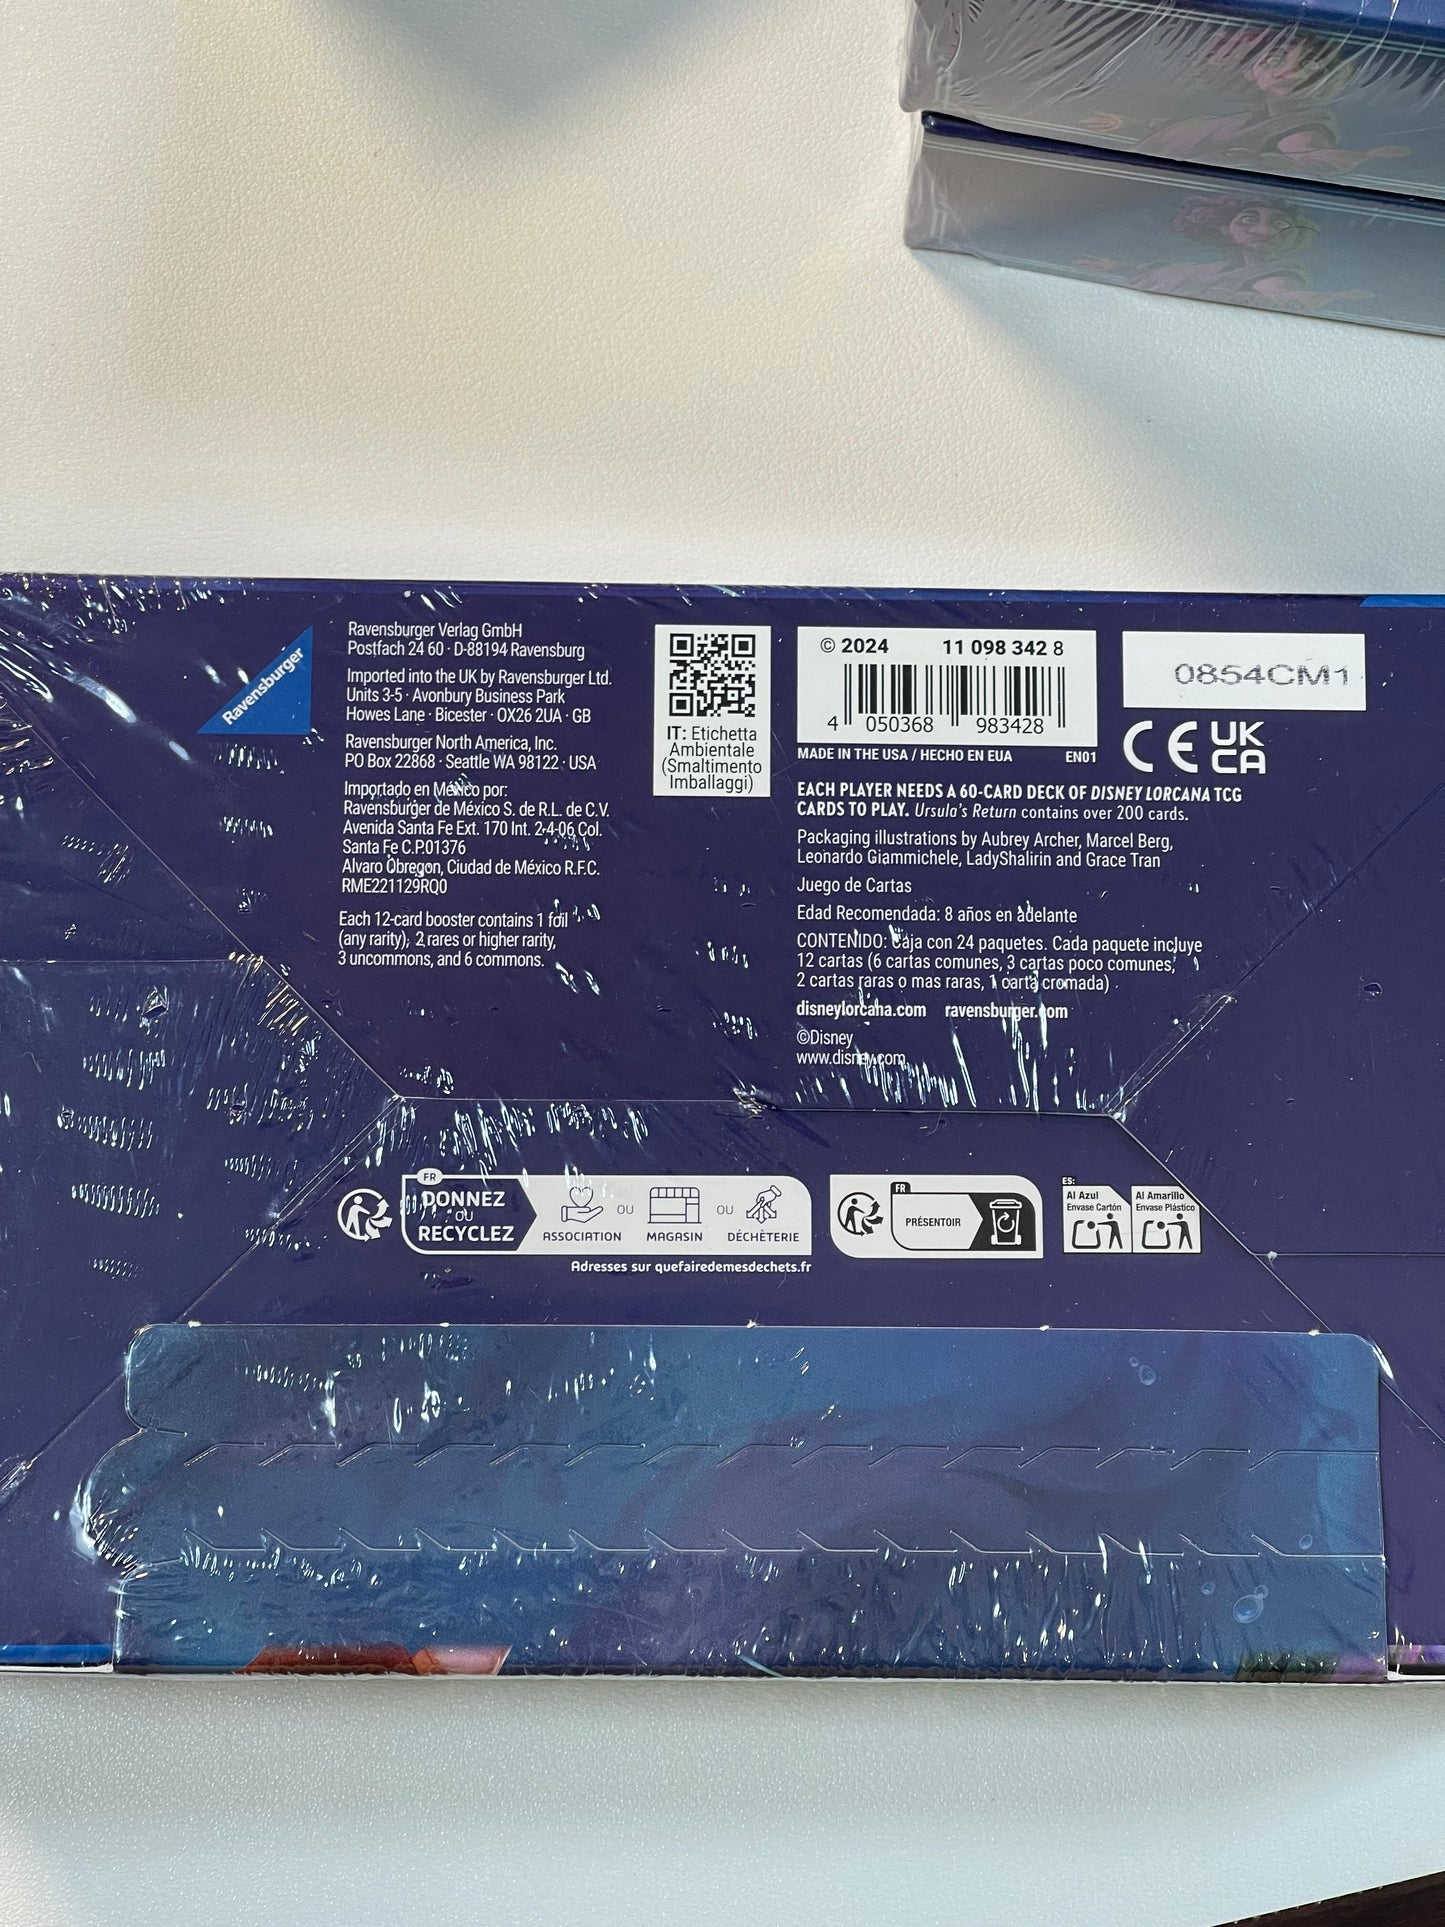 Ravensburger
Ravensburger Verlag GmbH
Postfach 24 60 · D-88194 Ravensburg
Imported into the UK by Ravensburger Ltd.
Units 3-5 · Avonbury Business Park
Howes Lane · Bicester · OX26 2UA · GB
Ravensburger North America, Inc.
PO Box 22868 · Seattle WA 98122 · USA
Importado en México por:
Ravensburger de México S. de R.L. de C.V.
Avenida Santa Fe Ext. 170 Int. 2-4-06 Col.
Santa Fe C.P.01376
Alvaro Obregon, Ciudad de México R.F.C.
RME221129RQ0
Each 12-card booster contains 1 foil
(any rarity), 2 rares or higher rarity,
3 uncommons, and 6 commons.
IT: Etichetta
Ambientale
(Smaltimento
Imballaggi)
© 2024 11 098 342 8
4 050368 983428
MADE IN THE USA / HECHO EN EUA EN01
0854CM1
CE UK
CA
EACH PLAYER NEEDS A 60-CARD DECK OF DISNEY LORCANA TCG
CARDS TO PLAY. Ursula's Return contains over 200 cards.
Packaging illustrations by Aubrey Archer, Marcel Berg,
Leonardo Giammichele, LadyShalirin and Grace Tran
Juego de Cartas
Edad Recomendada: 8 años en adelante
CONTENIDO: Caja con 24 paquetes. Cada paquete incluye
12 cartas (6 cartas comunes, 3 cartas poco comunes,
2 cartas raras o mas raras, 1 carta cromada)
disneylorcana.com ravensburger.com
©Disney
www.disney.com
FR
DONNEZ
OU
RECYCLEZ
ASSOCIATION OU MAGASIN OU DÉCHÈTERIE
Adresses sur quefairedemesdechets.fr
FR
PRÉSENTOIR
ES:
Al Azul
Envase Cartón
Al Amarillo
Envase Plástico